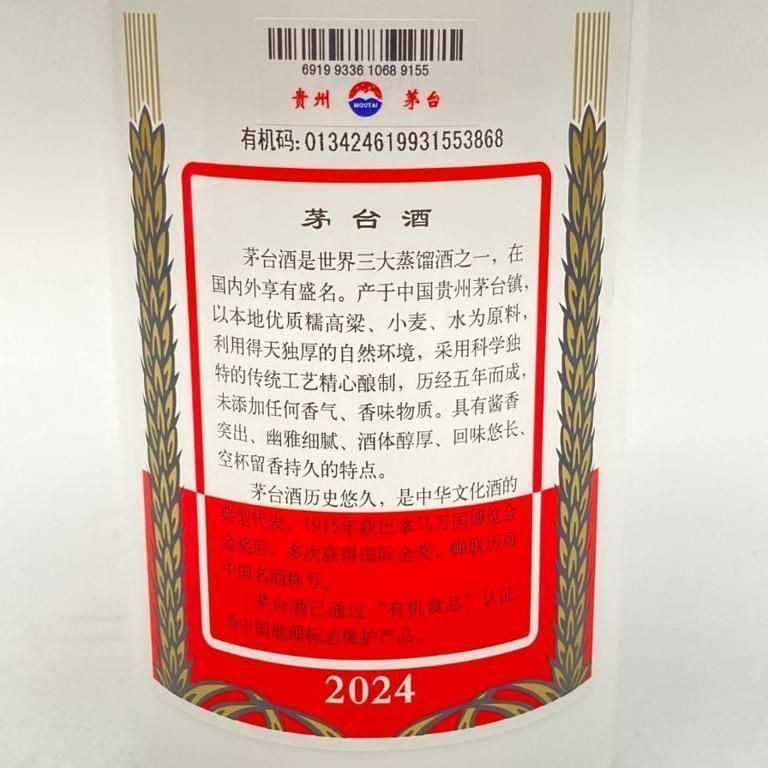 6919 9336 1068 9155
贵州 MOUTAI 茅台
有机码:013424619931553868
茅台酒
茅台酒是世界三大蒸馏酒之一，在
国内外享有盛名。产于中国贵州茅台镇，
以本地优质糯高粱、小麦、水为原料，
利用得天独厚的自然环境，采用科学独
特的传统工艺精心酿制，历经五年而成，
未添加任何香气、香味物质。具有酱香
突出、幽雅细腻、酒体醇厚、回味悠长、
空杯留香持久的特点。
茅台酒历史悠久，是中华文化酒的
典型代表。1915年获巴拿马万国博览会
金奖后、多次获得国际金奖，蝉联历届
中国名酒称号。
茅台酒已通过“有机食品”认证，
为中国地理标志保护产品。
2024